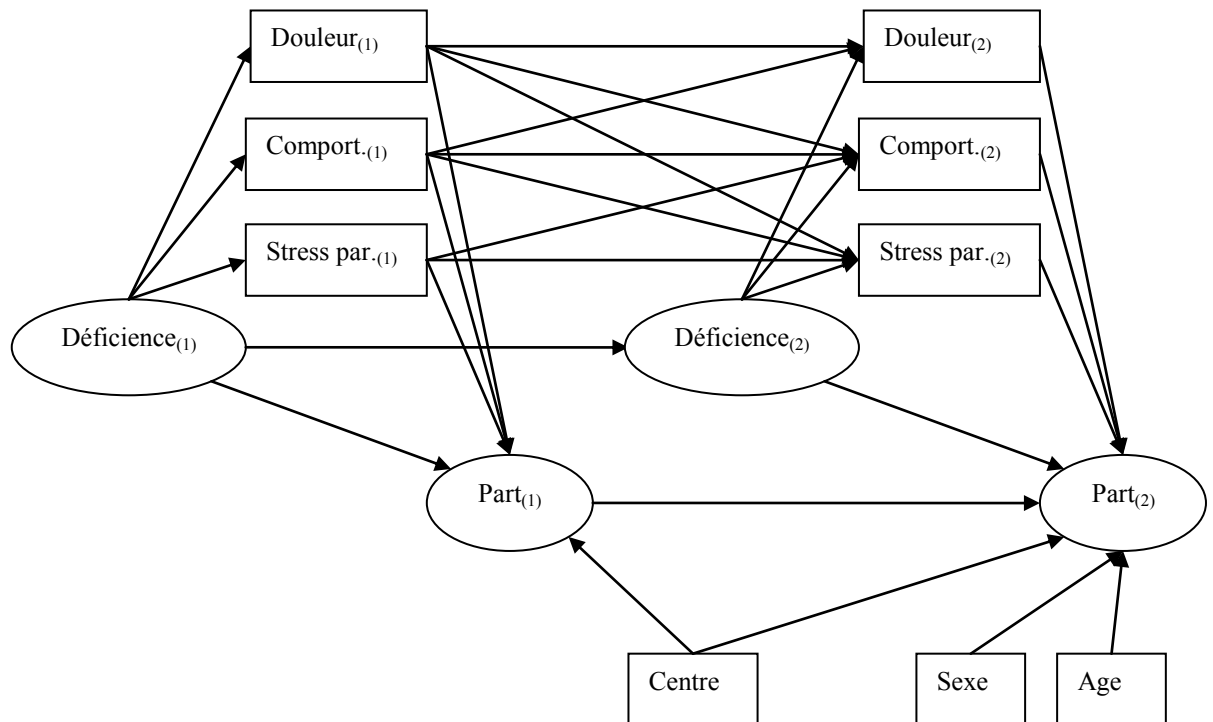 Douleur(1)
Douleur(2)
Comport.(1)
Comport.(2)
Stress par.(1)
Stress par.(2)
Déficience(1)
Déficience(2)
Part(1)
Part(2)
Centre
Sexe
Age